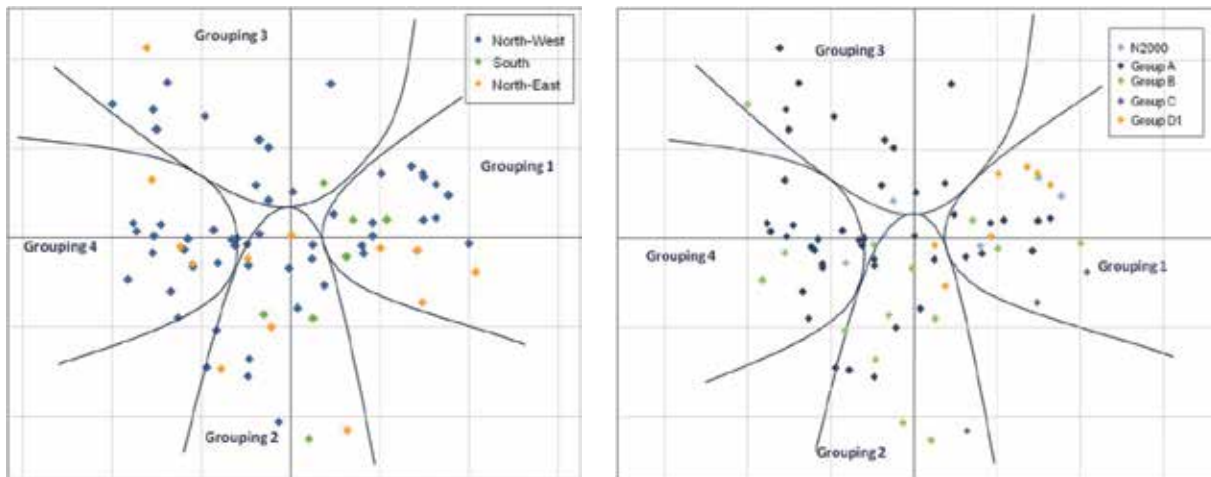 Grouping 3
North-West
South
North-East
Grouping 1
Grouping 4
Grouping 2
Grouping 3
N2000
Group A
Group B
Group C
Group D1
Grouping 4
Grouping 1
Grouping 2